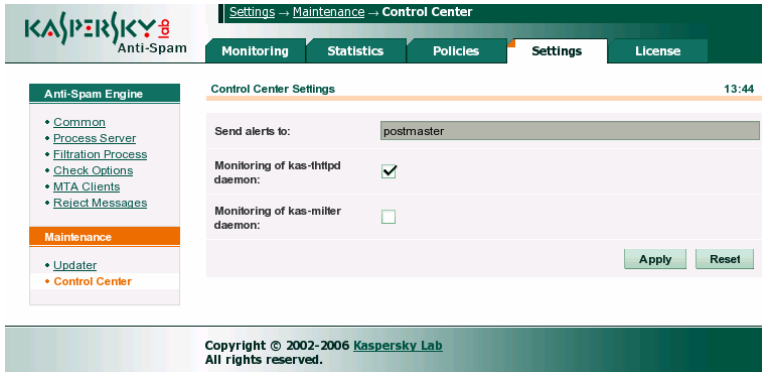 Settings → Maintenance → Control Center
KASPERSKY lab
Anti-Spam
Monitoring Statistics Policies Settings License
Anti-Spam Engine
• Common
• Process Server
• Filtration Process
• Check Options
• MTA Clients
• Reject Messages
Maintenance
• Updater
• Control Center
Control Center Settings 13:44
Send alerts to: postmaster
Monitoring of kas-thttpd
daemon:
Monitoring of kas-milter
daemon:
Apply Reset
Copyright © 2002-2006 Kaspersky Lab
All rights reserved.